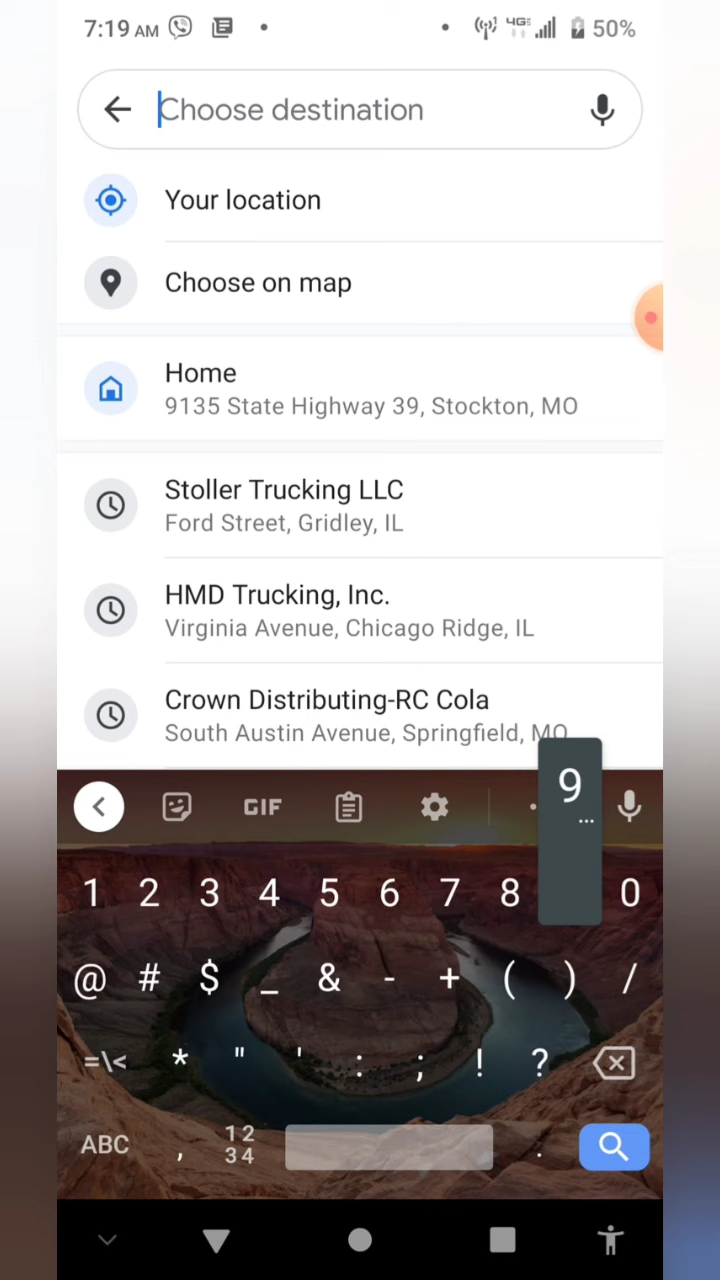 7:19 AM 4G 50%
Choose destination
Your location
Choose on map
Home
9135 State Highway 39, Stockton, MO
Stoller Trucking LLC
Ford Street, Gridley, IL
HMD Trucking, Inc.
Virginia Avenue, Chicago Ridge, IL
Crown Distributing-RC Cola
South Austin Avenue, Springfield, MO
9
...
GIF
1 2 3 4 5 6 7 8 0
@ # $ _ & - + ( ) /
=\< * " ' : ; ! ?
ABC , 12 .
34